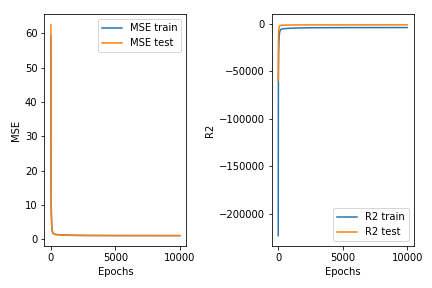 MSE train
MSE test
60
50
40
30
20
10
0
MSE
0
5000
10000
Epochs
0
−50000
−100000
−150000
−200000
R2
R2 train
R2 test
0
5000
10000
Epochs